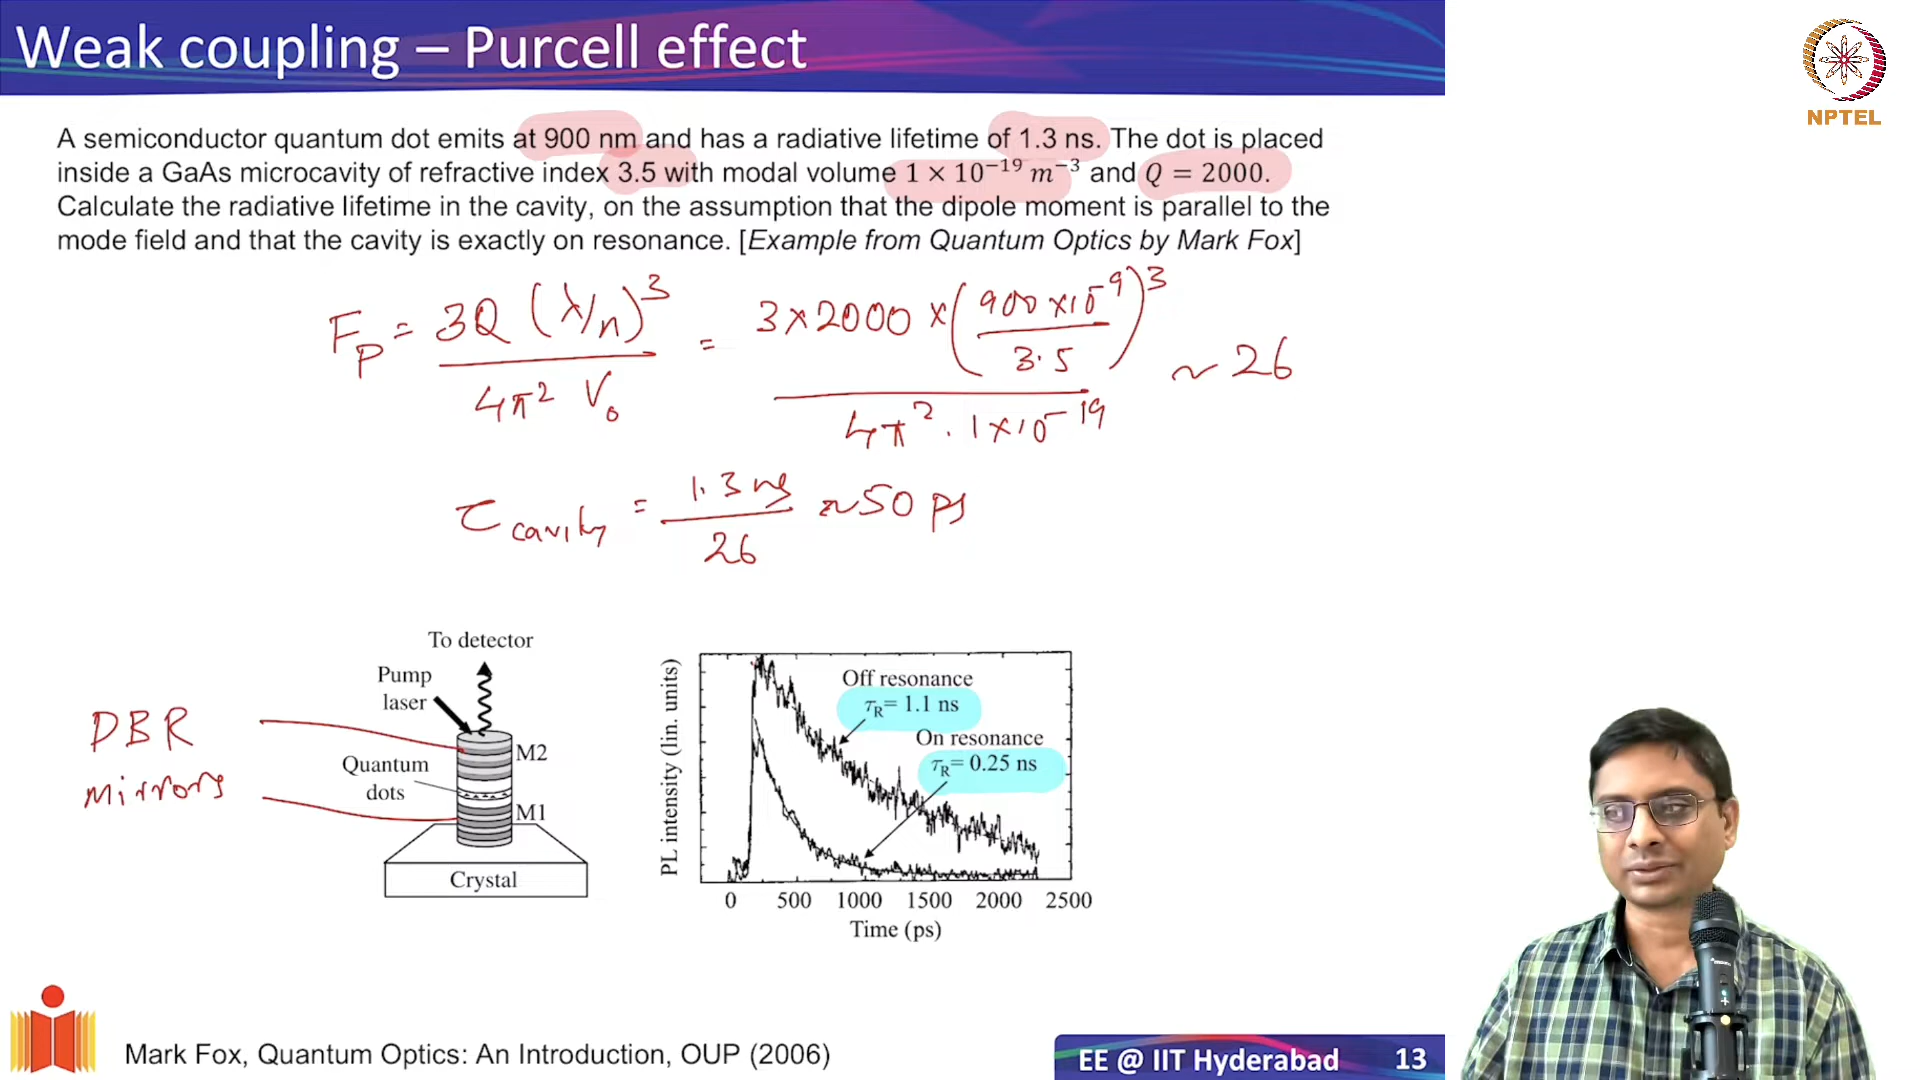 Weak coupling – Purcell effect
NPTEL
A semiconductor quantum dot emits at 900 nm and has a radiative lifetime of 1.3 ns. The dot is placed
inside a GaAs microcavity of refractive index 3.5 with modal volume 1 × 10⁻¹⁹ m⁻³ and Q = 2000.
Calculate the radiative lifetime in the cavity, on the assumption that the dipole moment is parallel to the
mode field and that the cavity is exactly on resonance. [Example from Quantum Optics by Mark Fox]
F_p = 3Q (λ/n)³ / 4π² V₀ = 3×2000 × (900×10⁻⁹ / 3.5)³ / 4π² . 1×10⁻¹⁹ ~ 26
τ cavity = 1.3 ns / 26 ≈ 50 ps
To detector
Pump
laser
DBR
mirrors
M2
Quantum
dots
M1
Crystal
PL intensity (lin. units)
Off resonance
τ_R= 1.1 ns
On resonance
τ_R= 0.25 ns
0 500 1000 1500 2000 2500
Time (ps)
Mark Fox, Quantum Optics: An Introduction, OUP (2006)
EE @ IIT Hyderabad 13